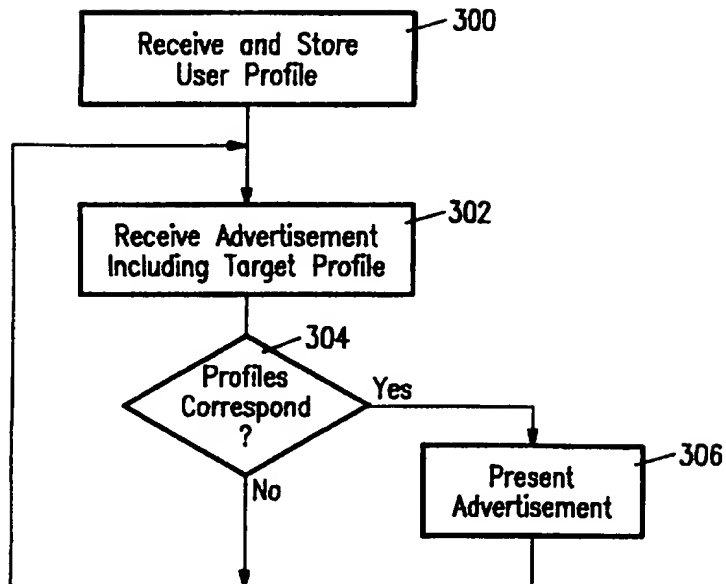 300
Receive and Store
User Profile
302
Receive Advertisement
Including Target Profile
304
Profiles
Correspond
?
Yes
No
306
Present
Advertisement